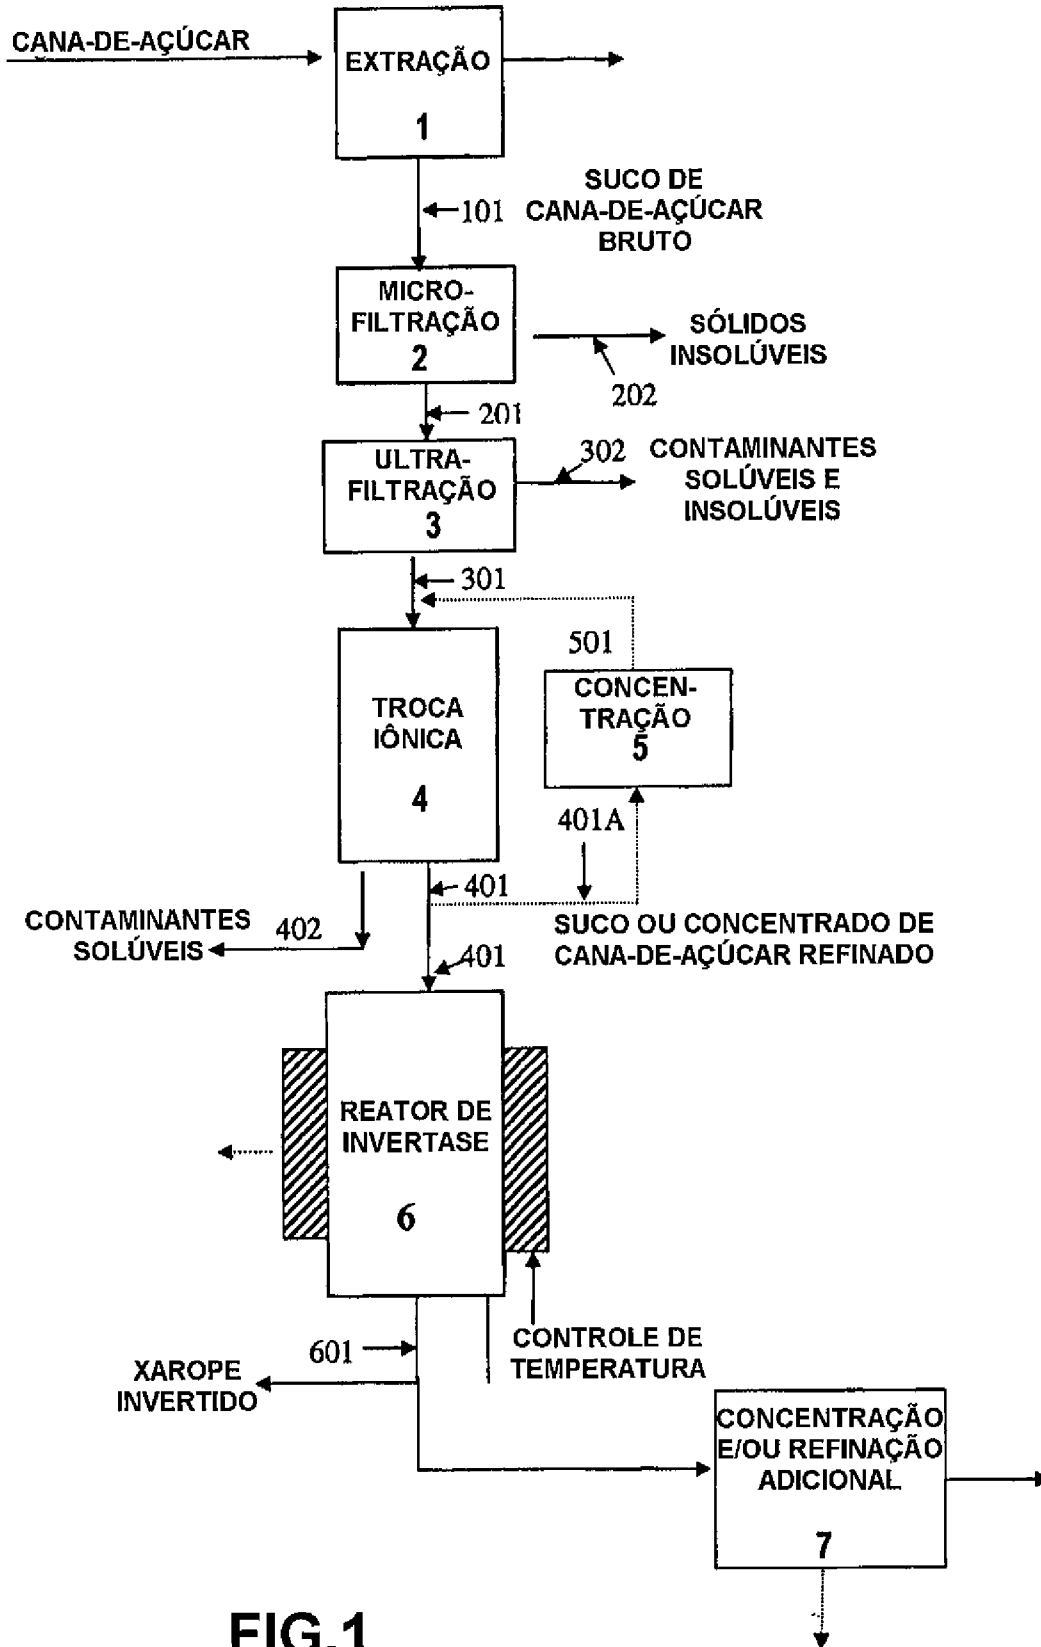 CANA-DE-AÇÚCAR
EXTRAÇÃO
1
SUCO DE
CANA-DE-AÇÚCAR
BRUTO
101
MICRO-
FILTRAÇÃO
2
SÓLIDOS
INSOLÚVEIS
202
201
ULTRA-
FILTRAÇÃO
3
302
CONTAMINANTES
SOLÚVEIS E
INSOLÚVEIS
301
501
TROCA
IÔNICA
4
CONCEN-
TRAÇÃO
5
401A
401
CONTAMINANTES
SOLÚVEIS
402
SUCO OU CONCENTRADO DE
CANA-DE-AÇÚCAR REFINADO
401
REATOR DE
INVERTASE
6
601
CONTROLE DE
TEMPERATURA
XAROPE
INVERTIDO
CONCENTRAÇÃO
E/OU REFINAÇÃO
ADICIONAL
7
FIG.1